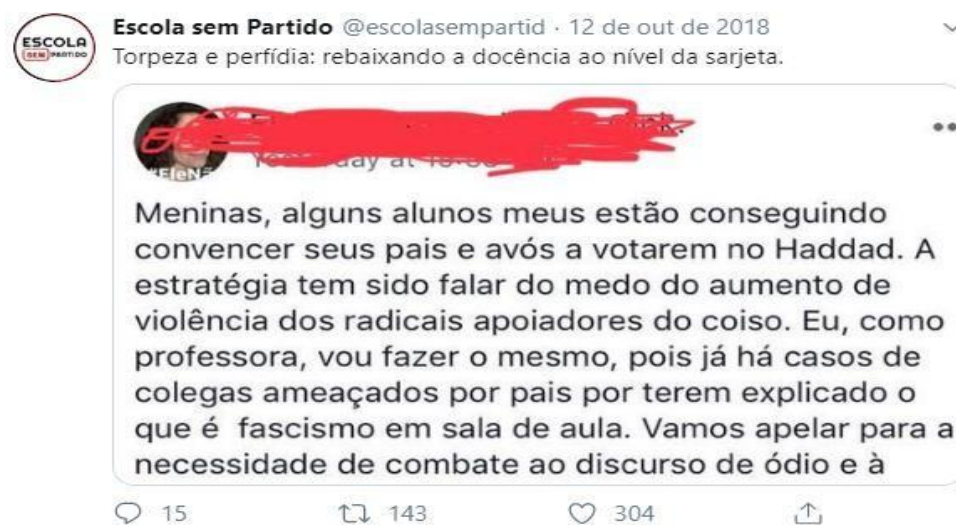 Escola sem Partido @escolasempartid · 12 de out de 2018
ESCOLA
SEM PARTIDO
Torpeza e perfídia: rebaixando a docência ao nível da sarjeta.
Meninas, alguns alunos meus estão conseguindo
convencer seus pais e avós a votarem no Haddad. A
estratégia tem sido falar do medo do aumento de
violência dos radicais apoiadores do coiso. Eu, como
professora, vou fazer o mesmo, pois já há casos de
colegas ameaçados por pais por terem explicado o
que é fascismo em sala de aula. Vamos apelar para a
necessidade de combate ao discurso de ódio e à
15 143 304